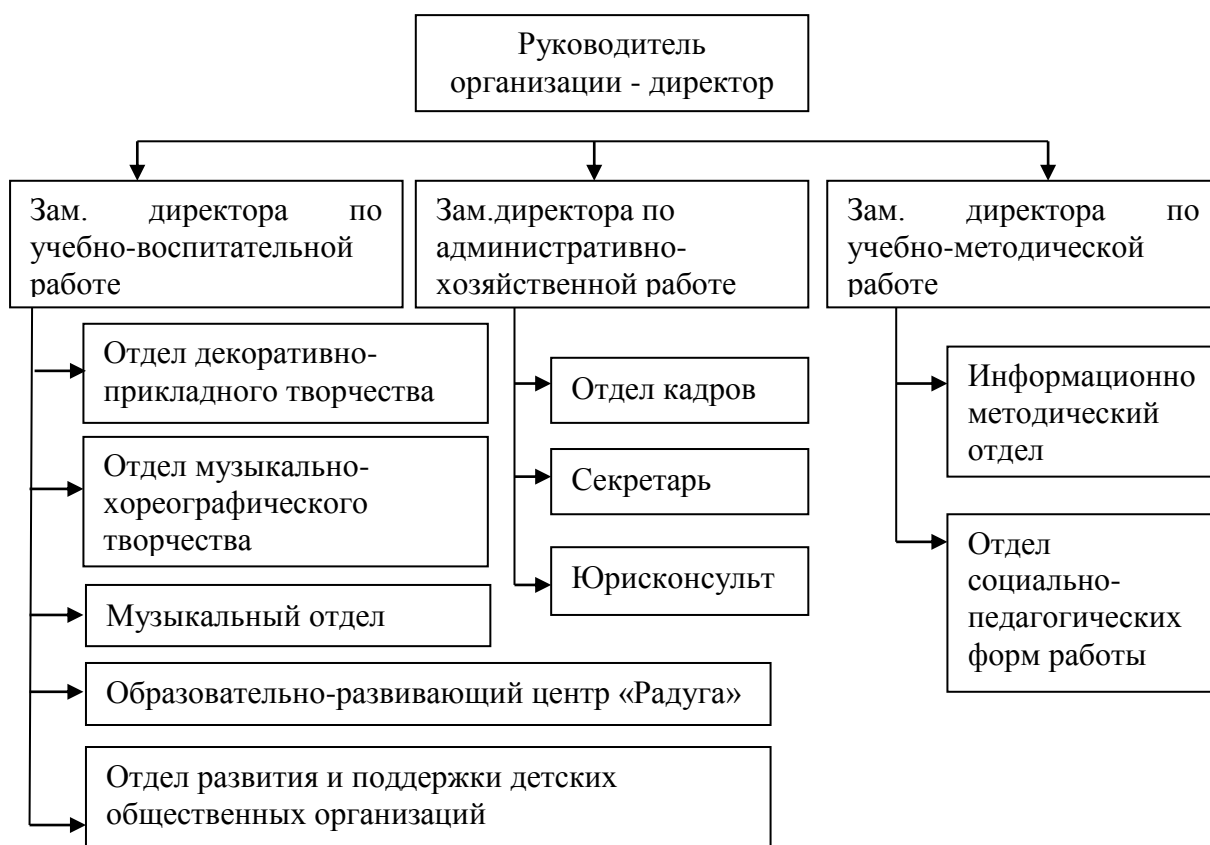 Руководитель
организации - директор
Зам. директора по
учебно-воспитательной
работе
Зам.директора по
административно-
хозяйственной работе
Зам. директора по
учебно-методической
работе
Отдел декоративно-
прикладного творчества
Отдел музыкально-
хореографического
творчества
Музыкальный отдел
Образовательно-развивающий центр «Радуга»
Отдел развития и поддержки детских
общественных организаций
Отдел кадров
Секретарь
Юрисконсульт
Информационно
методический
отдел
Отдел
социально-
педагогических
форм работы